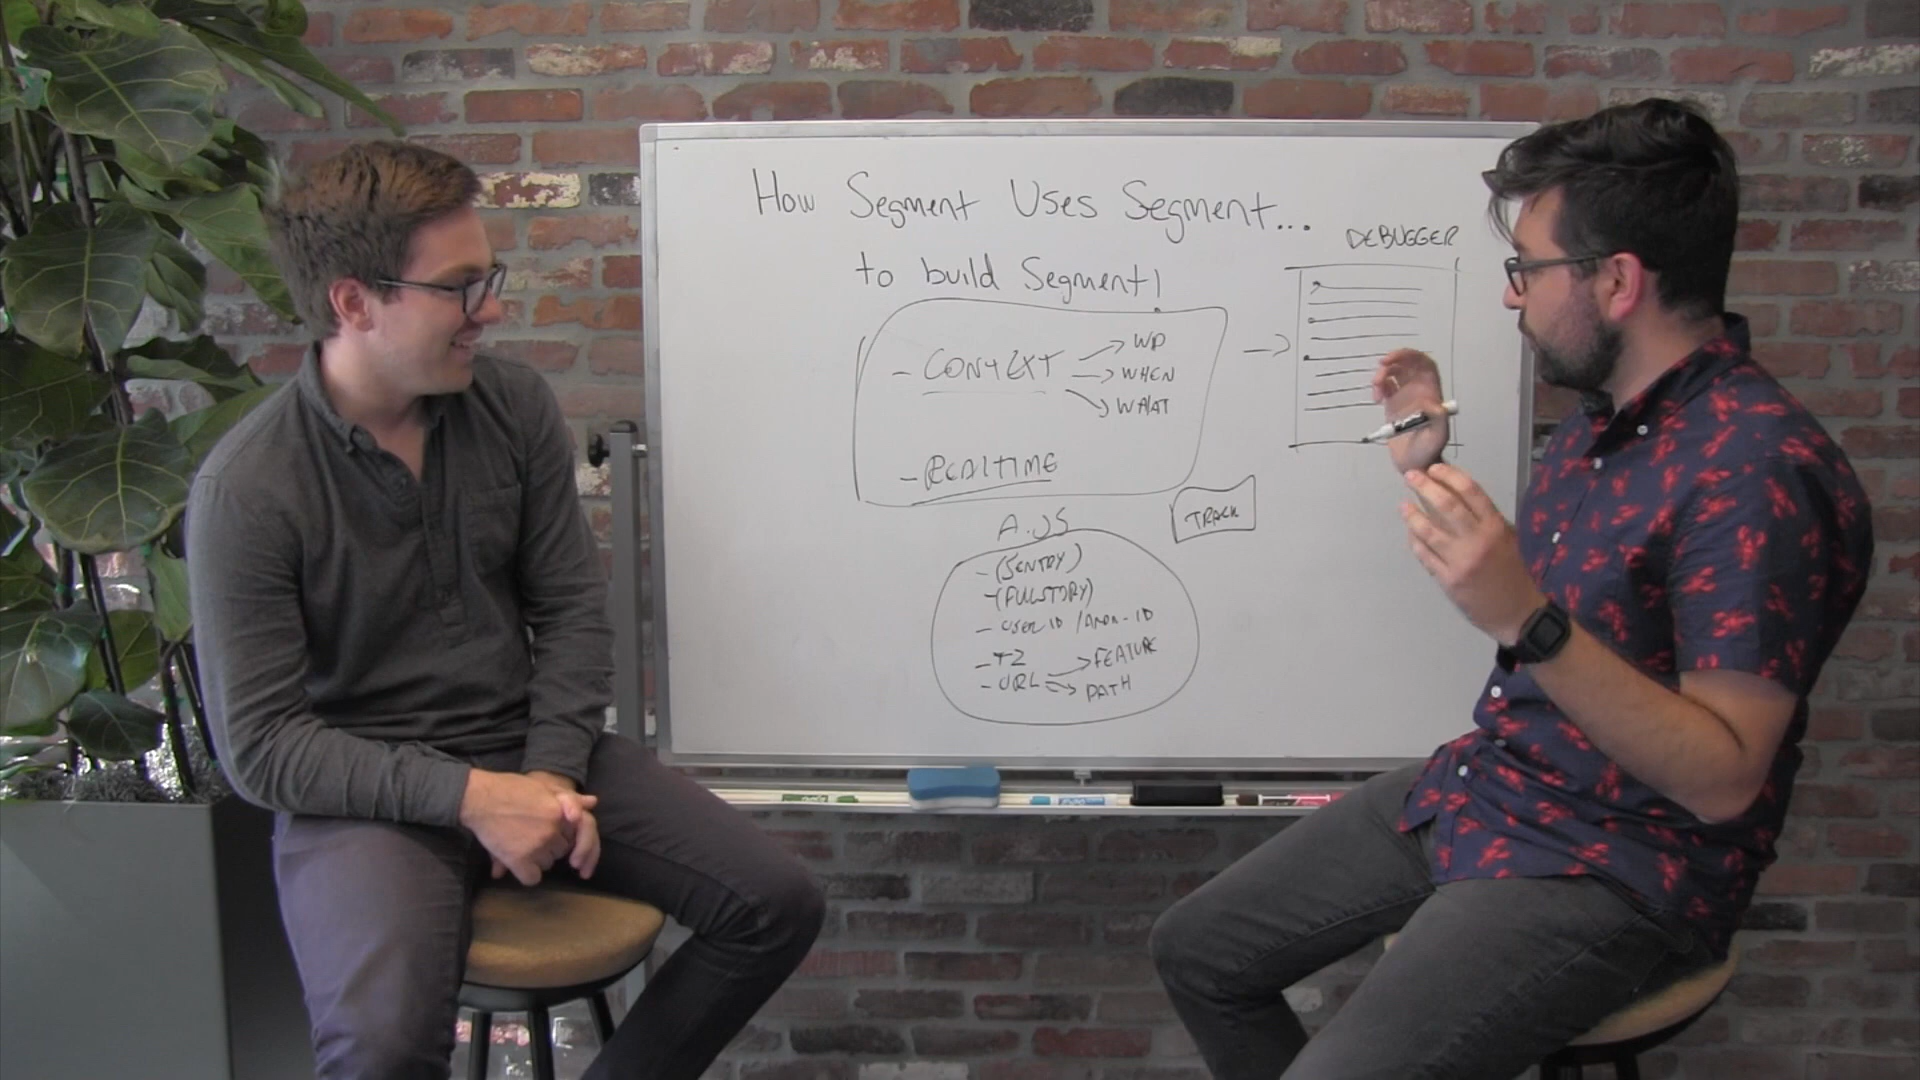 How Segment Uses Segment...
to build Segment!
DEBUGGER
- CONTEXT
→ WHO
→ WHEN
→ WHAT
- REALTIME
TRACK
A.JS
- (SENTRY)
- (FULLSTORY)
- USER-ID / ANON-ID
- TZ
- URL → FEATURE
→ PATH